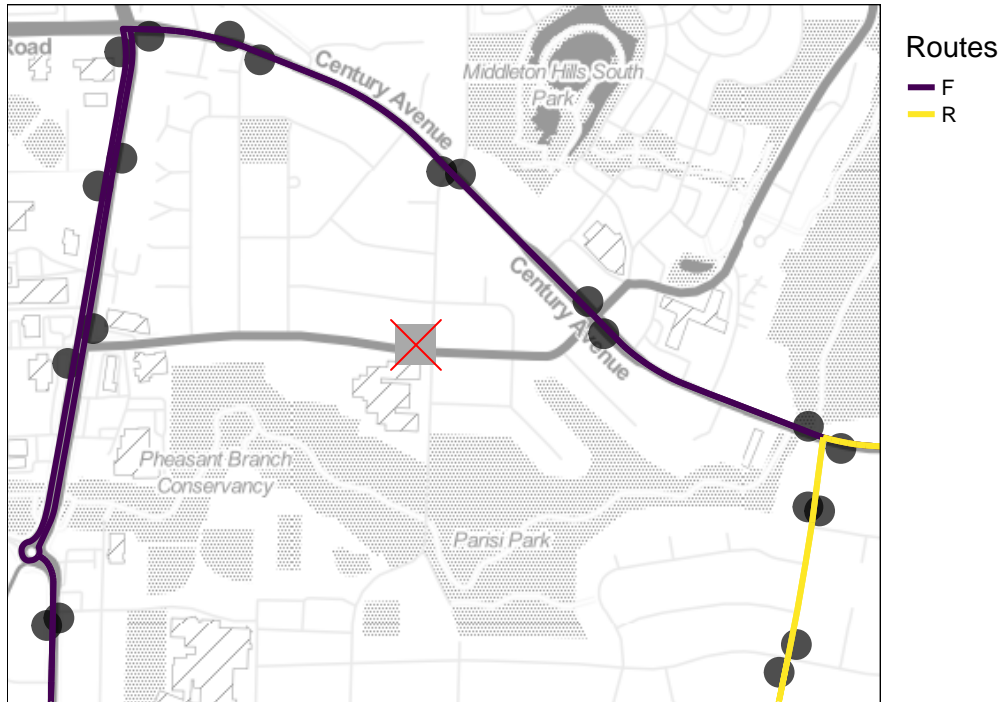 Road
Century Avenue
Middleton Hills South
Park
Century Avenue
Pheasant Branch
Conservancy
Parisi Park
Routes
F
R